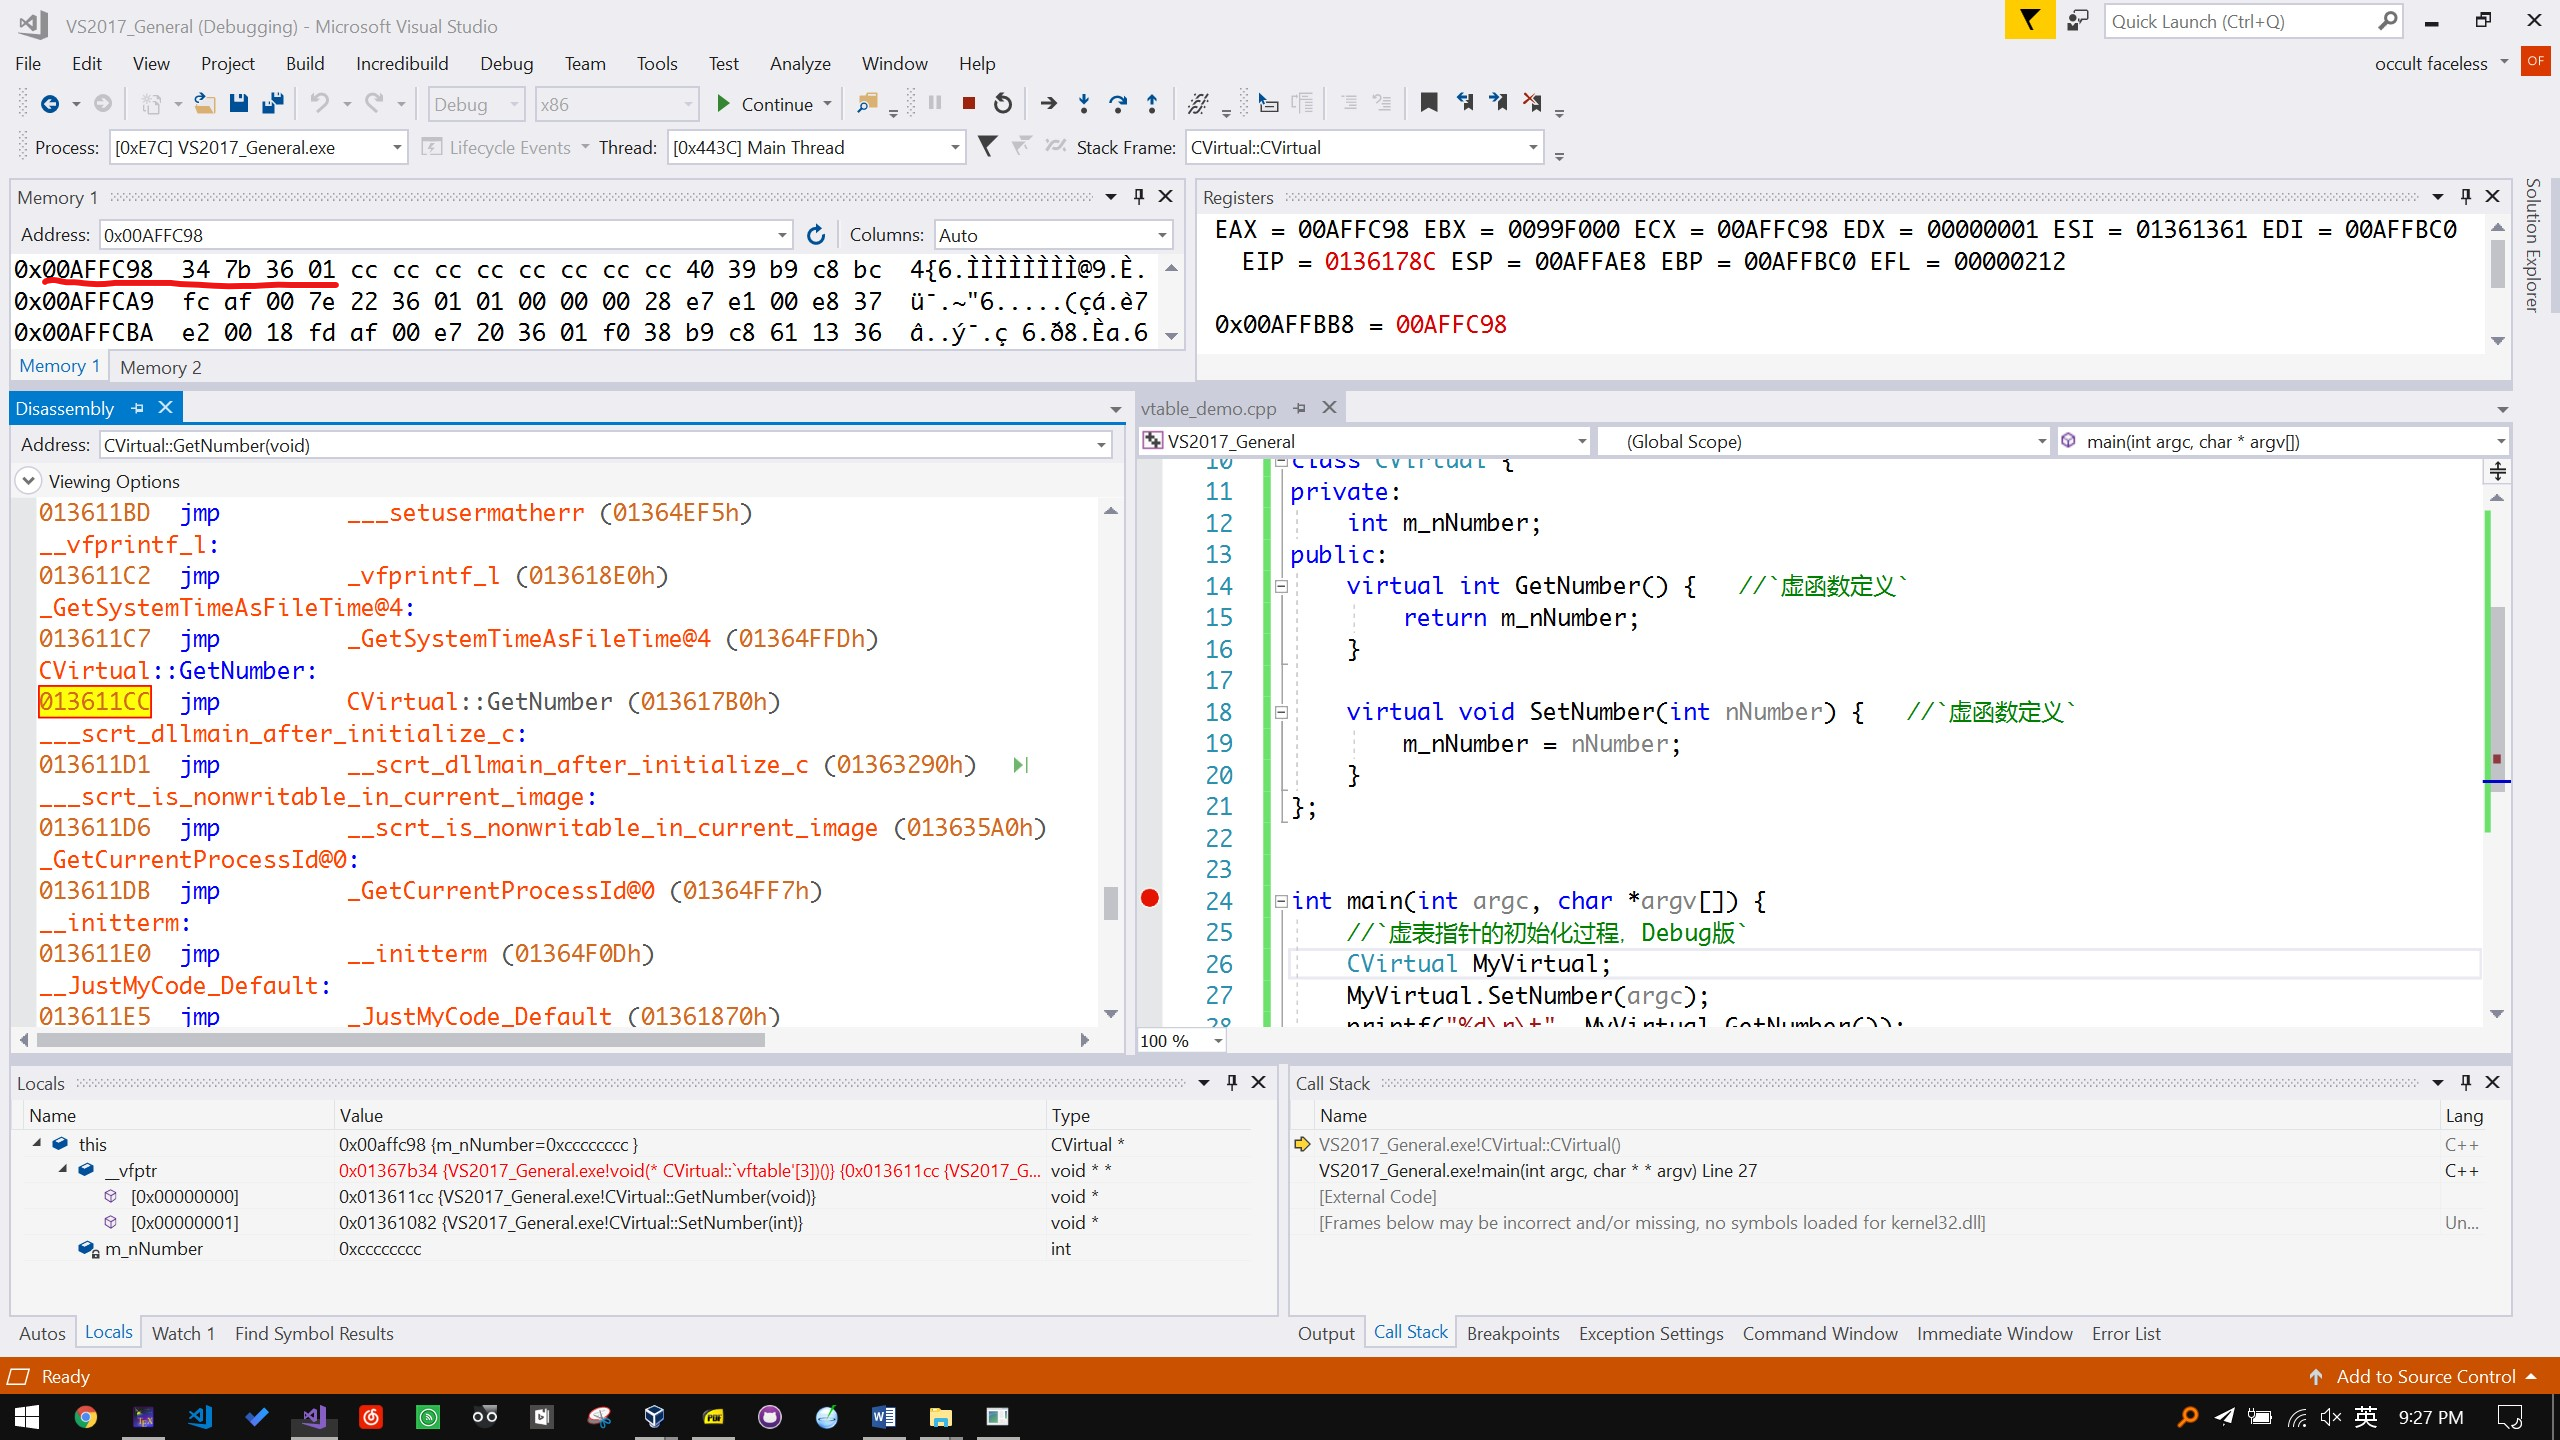 VS2017_General (Debugging) - Microsoft Visual Studio
Quick Launch (Ctrl+Q)
File Edit View Project Build Incredibuild Debug Team Tools Test Analyze Window Help
occult faceless
OF
Debug x86 Continue
Process: [0xE7C] VS2017_General.exe Lifecycle Events Thread: [0x443C] Main Thread Stack Frame: CVirtual::CVirtual
Solution Explorer
Memory 1
Address: 0x00AFFC98 Columns: Auto
0x00AFFC98 34 7b 36 01 cc cc cc cc cc cc cc cc 40 39 b9 c8 bc 4{6.ÌÌÌÌÌÌÌÌ@9.È.
0x00AFFCA9 fc af 00 7e 22 36 01 01 00 00 00 28 e7 e1 00 e8 37 ü¯.~"6.....(çá.è7
0x00AFFCBA e2 00 18 fd af 00 e7 20 36 01 f0 38 b9 c8 61 13 36 â..ý¯.ç 6.ð8.Èa.6
Memory 1 Memory 2
Registers
EAX = 00AFFC98 EBX = 0099F000 ECX = 00AFFC98 EDX = 00000001 ESI = 01361361 EDI = 00AFFBC0
EIP = 0136178C ESP = 00AFFAE8 EBP = 00AFFBC0 EFL = 00000212
0x00AFFBB8 = 00AFFC98
Disassembly
Address: CVirtual::GetNumber(void)
Viewing Options
013611BD jmp ___setusermatherr (01364EF5h)
__vfprintf_l:
013611C2 jmp _vfprintf_l (013618E0h)
_GetSystemTimeAsFileTime@4:
013611C7 jmp _GetSystemTimeAsFileTime@4 (01364FFDh)
CVirtual::GetNumber:
013611CC jmp CVirtual::GetNumber (013617B0h)
___scrt_dllmain_after_initialize_c:
013611D1 jmp __scrt_dllmain_after_initialize_c (01363290h)
___scrt_is_nonwritable_in_current_image:
013611D6 jmp __scrt_is_nonwritable_in_current_image (013635A0h)
_GetCurrentProcessId@0:
013611DB jmp _GetCurrentProcessId@0 (01364FF7h)
__initterm:
013611E0 jmp __initterm (01364F0Dh)
__JustMyCode_Default:
013611E5 jmp _JustMyCode_Default (01361870h)
vtable_demo.cpp
VS2017_General (Global Scope) main(int argc, char * argv[])
10 class CVirtual {
11 private:
12 int m_nNumber;
13 public:
14 virtual int GetNumber() { //`虚函数定义`
15 return m_nNumber;
16 }
17
18 virtual void SetNumber(int nNumber) { //`虚函数定义`
19 m_nNumber = nNumber;
20 }
21 };
22
23
24 int main(int argc, char *argv[]) {
25 //`虚表指针的初始化过程，Debug版`
26 CVirtual MyVirtual;
27 MyVirtual.SetNumber(argc);
28 printf("%d\r\t", MyVirtual.GetNumber());
100 %
Locals
Name Value Type
this 0x00affc98 {m_nNumber=0xcccccccc } CVirtual *
__vfptr 0x01367b34 {VS2017_General.exe!void(* CVirtual::`vftable'[3])()} {0x013611cc {VS2017_G... void * *
[0x00000000] 0x013611cc {VS2017_General.exe!CVirtual::GetNumber(void)} void *
[0x00000001] 0x01361082 {VS2017_General.exe!CVirtual::SetNumber(int)} void *
m_nNumber 0xcccccccc int
Autos Locals Watch 1 Find Symbol Results
Call Stack
Name Lang
VS2017_General.exe!CVirtual::CVirtual() C++
VS2017_General.exe!main(int argc, char * * argv) Line 27 C++
[External Code]
[Frames below may be incorrect and/or missing, no symbols loaded for kernel32.dll] Un...
Output Call Stack Breakpoints Exception Settings Command Window Immediate Window Error List
Ready
Add to Source Control
英 9:27 PM